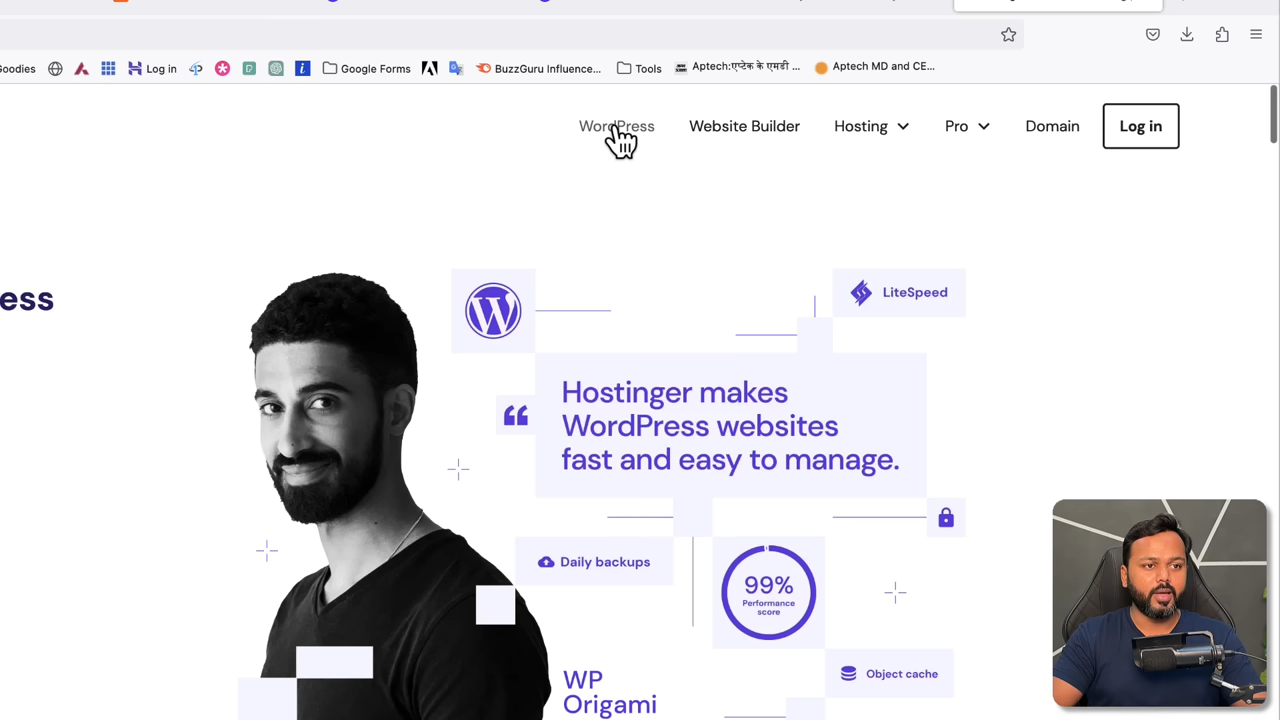 Goodies
Log in
Google Forms
BuzzGuru Influence...
Tools
Aptech:एप्टेक के एमडी ...
Aptech MD and CE...
WordPress
Website Builder
Hosting
Pro
Domain
Log in
ess
LiteSpeed
Hostinger makes
WordPress websites
fast and easy to manage.
Daily backups
99%
Performance
score
Object cache
WP
Origami